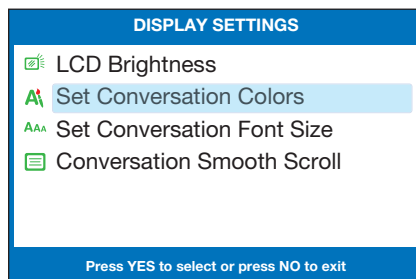 DISPLAY SETTINGS
LCD Brightness
Set Conversation Colors
AAA Set Conversation Font Size
Conversation Smooth Scroll
Press YES to select or press NO to exit